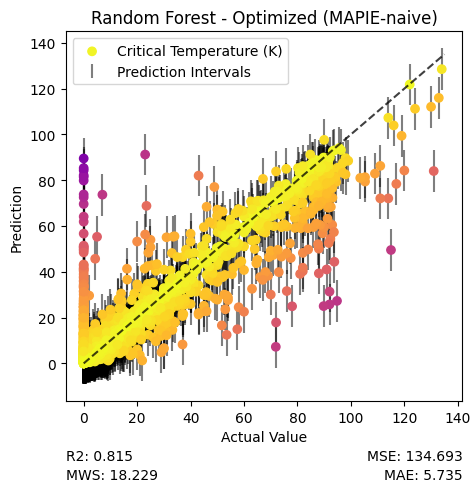 Random Forest - Optimized (MAPIE-naive)
Critical Temperature (K)
Prediction Intervals
140
120
100
80
60
40
20
0
Prediction
0 20 40 60 80 100 120 140
Actual Value
R2: 0.815 MSE: 134.693
MWS: 18.229 MAE: 5.735